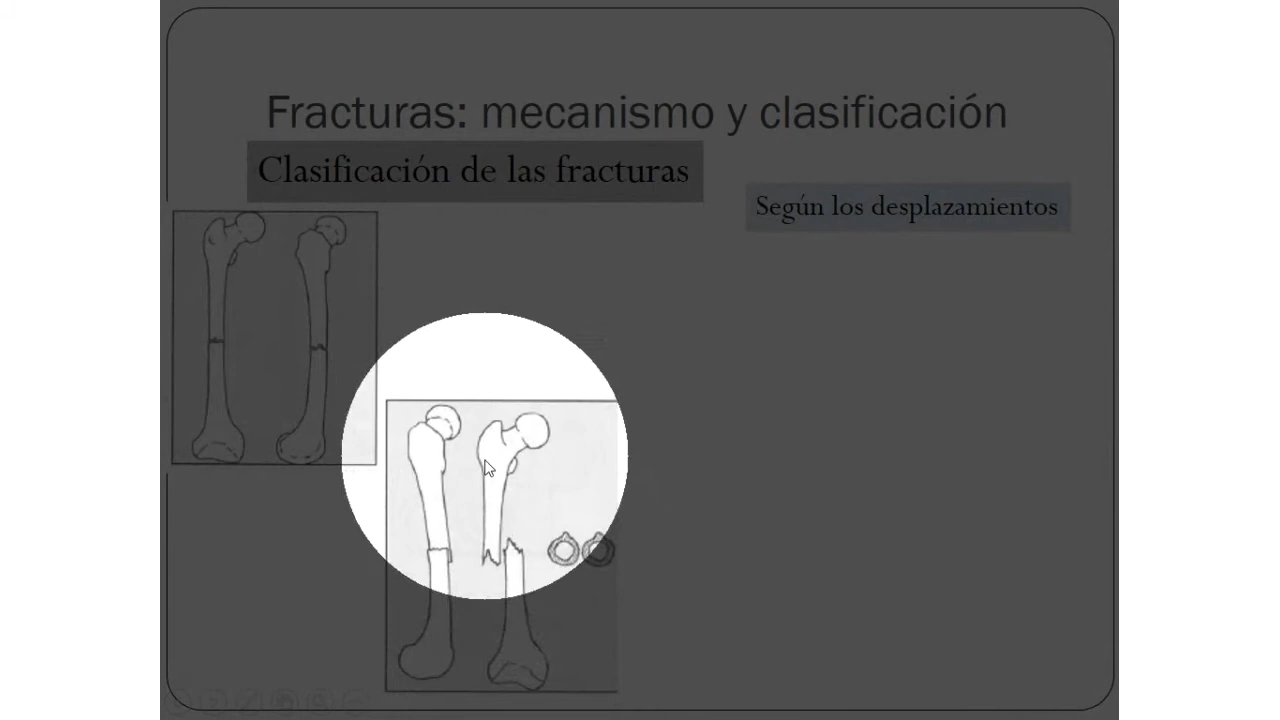 Fracturas: mecanismo y clasificación
Clasificación de las fracturas
Según los desplazamientos